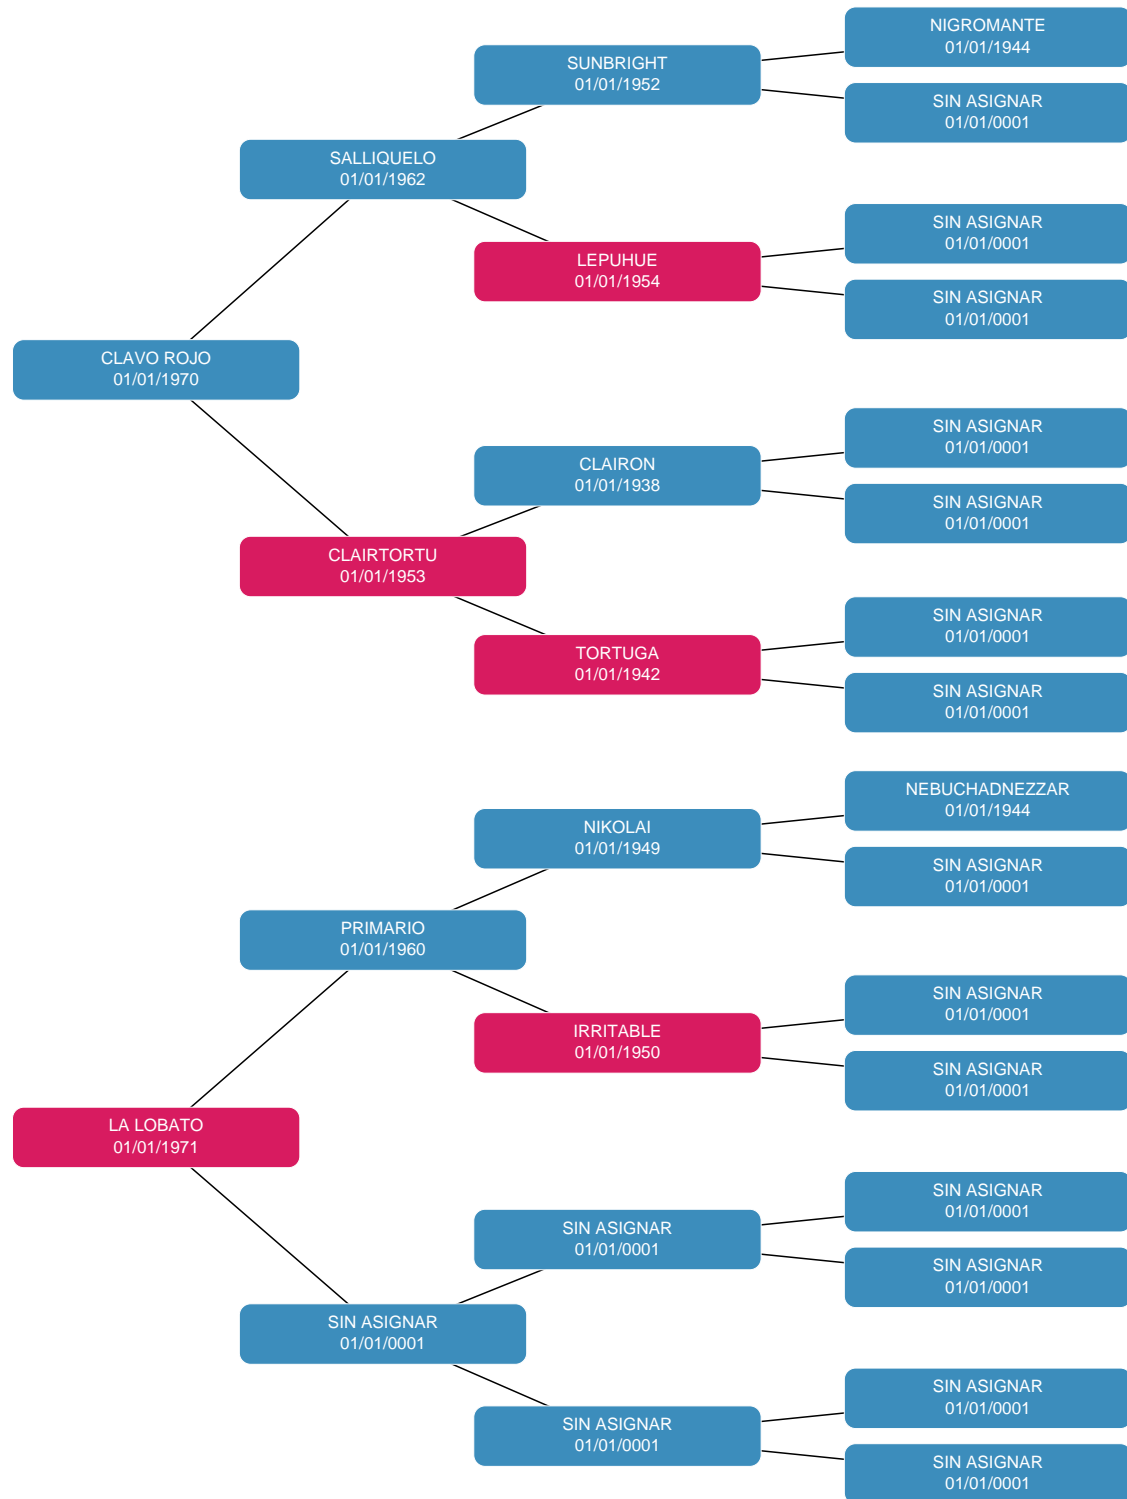 NIGROMANTE
01/01/1944
SUNBRIGHT
01/01/1952
SIN ASIGNAR
01/01/0001
SALLIQUELO
01/01/1962
SIN ASIGNAR
01/01/0001
LEPUHUE
01/01/1954
SIN ASIGNAR
01/01/0001
CLAVO ROJO
01/01/1970
SIN ASIGNAR
01/01/0001
CLAIRON
01/01/1938
SIN ASIGNAR
01/01/0001
CLAIRTORTU
01/01/1953
SIN ASIGNAR
01/01/0001
TORTUGA
01/01/1942
SIN ASIGNAR
01/01/0001
NEBUCHADNEZZAR
01/01/1944
NIKOLAI
01/01/1949
SIN ASIGNAR
01/01/0001
PRIMARIO
01/01/1960
SIN ASIGNAR
01/01/0001
IRRITABLE
01/01/1950
SIN ASIGNAR
01/01/0001
LA LOBATO
01/01/1971
SIN ASIGNAR
01/01/0001
SIN ASIGNAR
01/01/0001
SIN ASIGNAR
01/01/0001
SIN ASIGNAR
01/01/0001
SIN ASIGNAR
01/01/0001
SIN ASIGNAR
01/01/0001
SIN ASIGNAR
01/01/0001